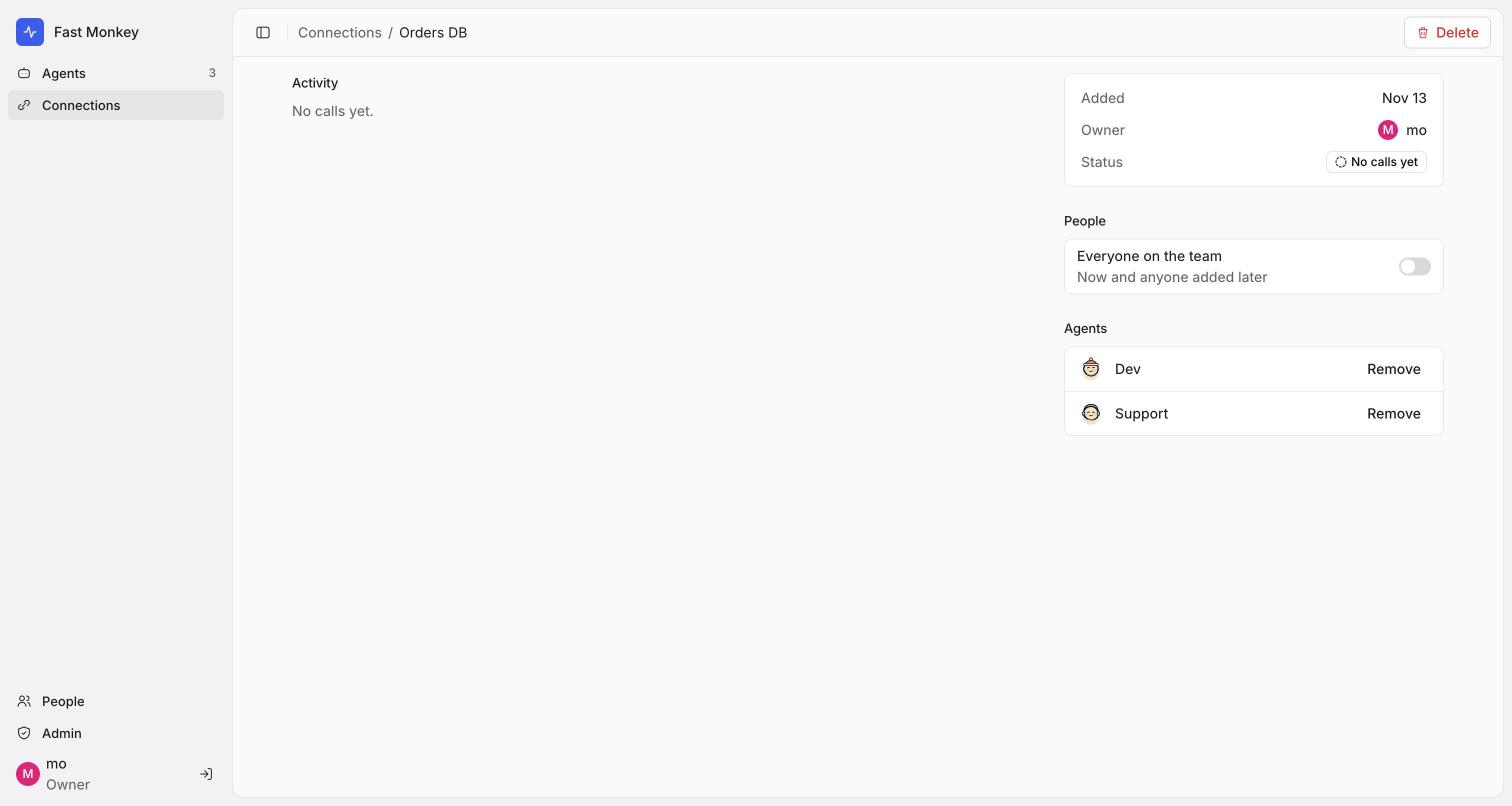 Fast Monkey
Agents 3
Connections
People
Admin
M mo
Owner
Connections / Orders DB
Delete
Activity
No calls yet.
Added Nov 13
Owner M mo
Status No calls yet
People
Everyone on the team
Now and anyone added later
Agents
Dev Remove
Support Remove